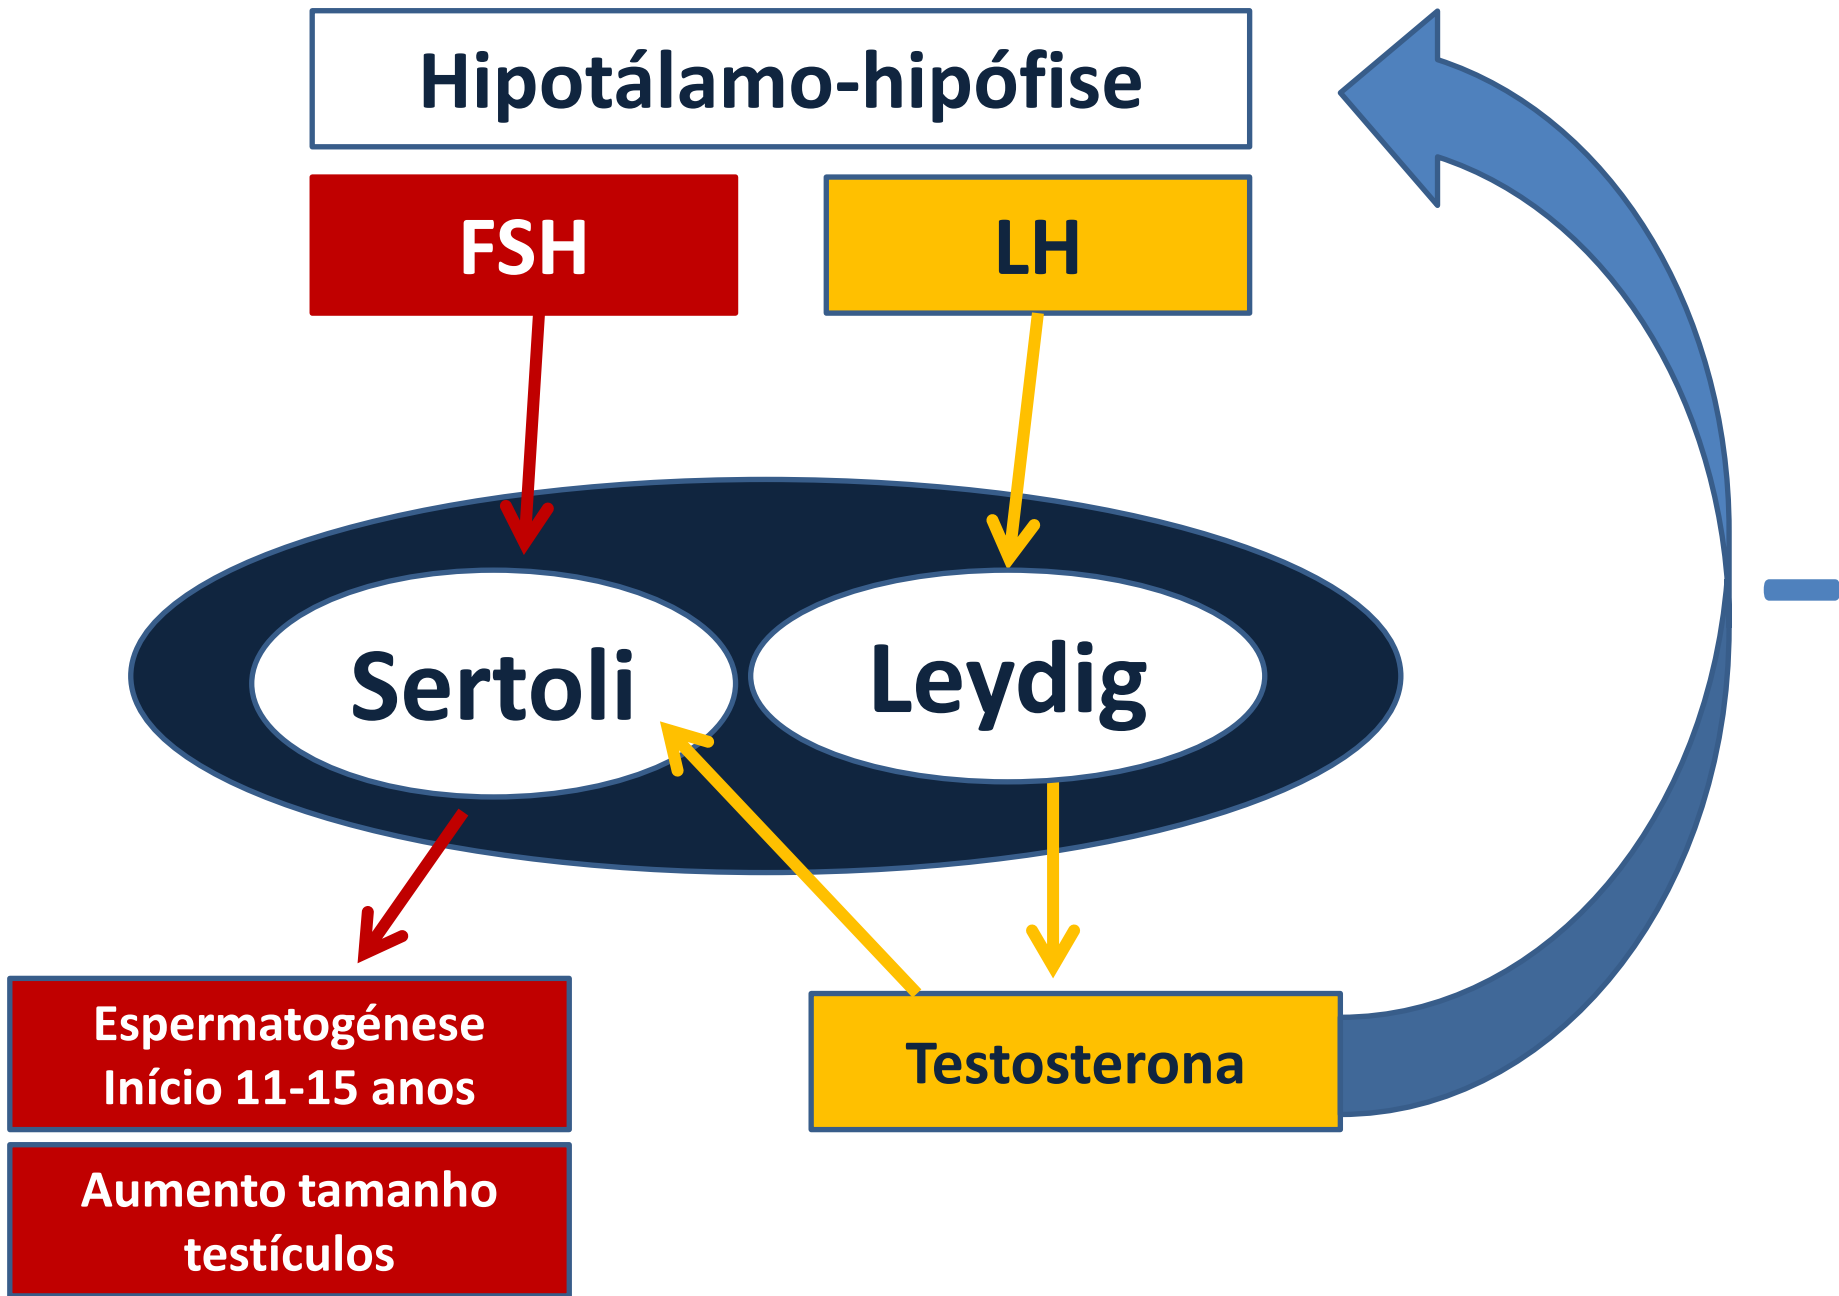 Hipotálamo-hipófise
FSH
LH
Sertoli
Leydig
Espermatogénese
Início 11-15 anos
Testosterona
Aumento tamanho
testículos